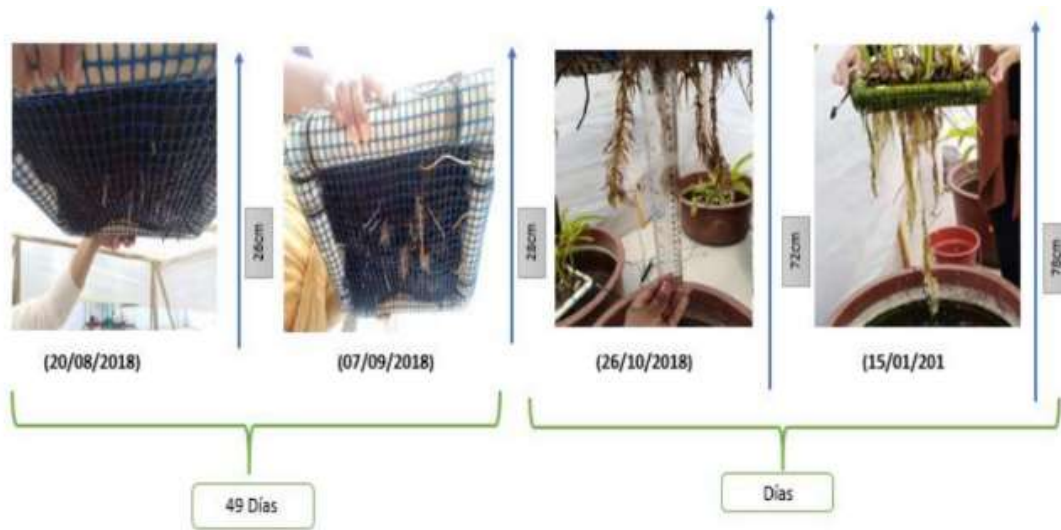 26cm
28cm
72cm
78cm
(20/08/2018)
(07/09/2018)
(26/10/2018)
(15/01/201
49 Días
Días